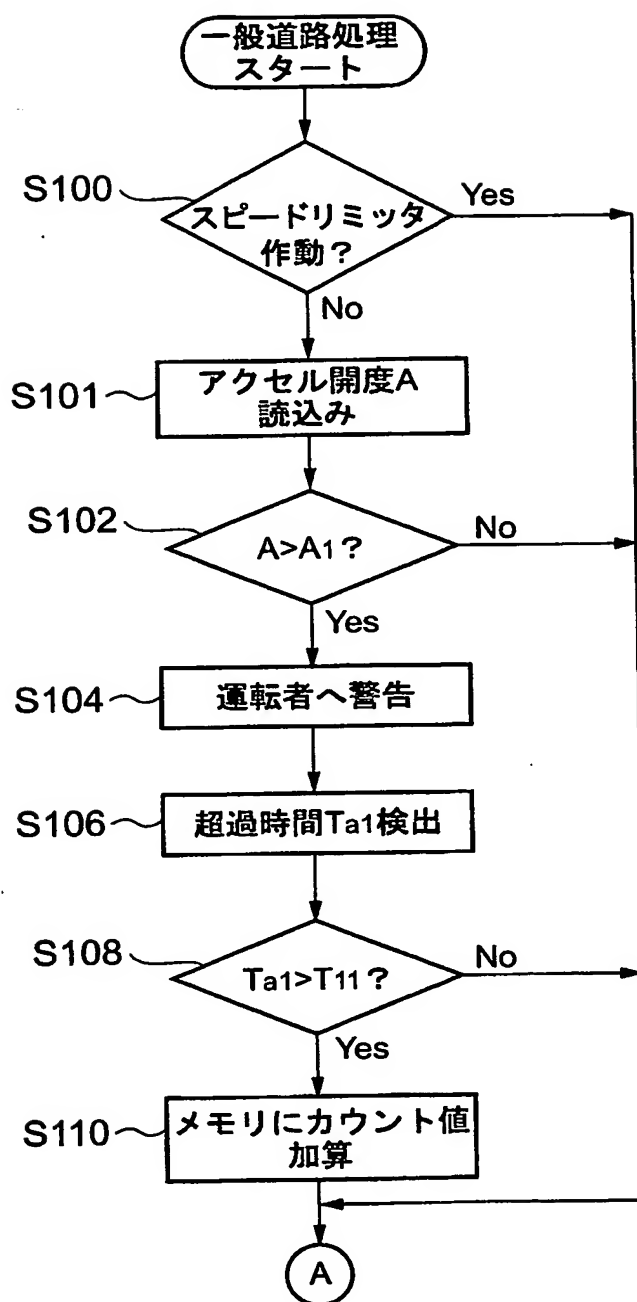 一般道路処理
スタート
S100
スピードリミッタ
作動？
Yes
No
S101
アクセル開度A
読込み
S102
A>A1？
No
Yes
S104
運転者へ警告
S106
超過時間Ta1検出
S108
Ta1>T11？
No
Yes
S110
メモリにカウント値
加算
A